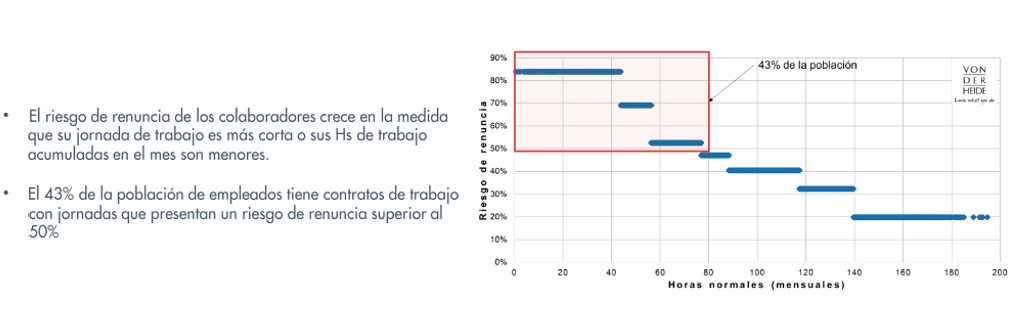 • El riesgo de renuncia de los colaboradores crece en la medida
que su jornada de trabajo es más corta o sus Hs de trabajo
acumuladas en el mes son menores.
• El 43% de la población de empleados tiene contratos de trabajo
con jornadas que presentan un riesgo de renuncia superior al
50%
43% de la población
VON
DER
HEIDE
Riesgo de renuncia
90%
80%
70%
60%
50%
40%
30%
20%
10%
0%
0 20 40 60 80 100 120 140 160 180 200
Horas normales (mensuales)